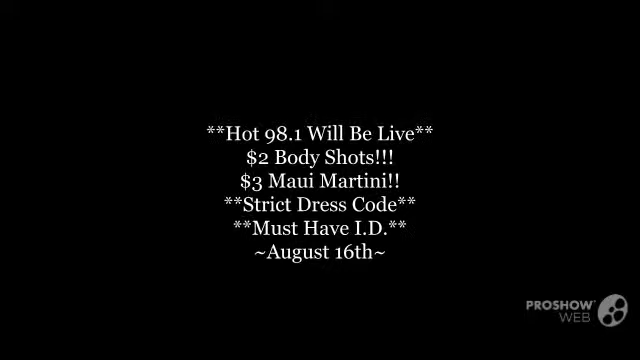 **Hot 98.1 Will Be Live**
$2 Body Shots!!!
$3 Maui Martini!!
**Strict Dress Code**
**Must Have I.D.**
~August 16th~
PROSHOW
WEB